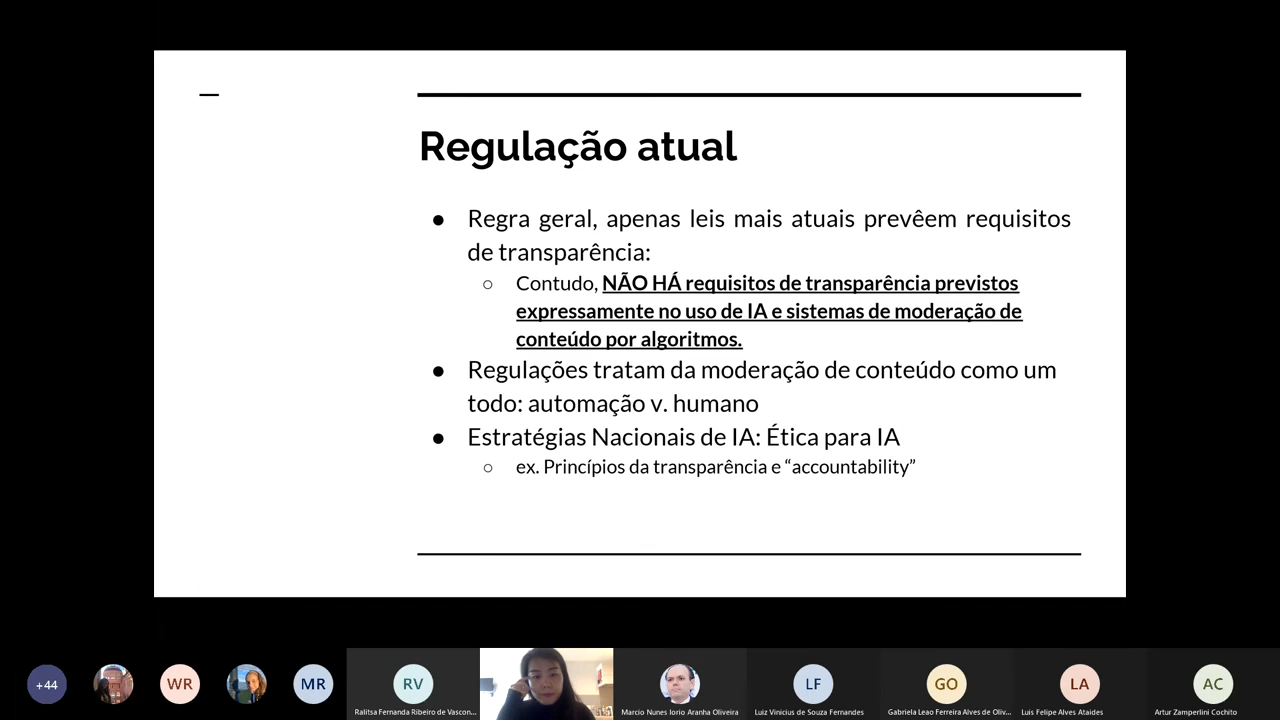 Regulação atual
● Regra geral, apenas leis mais atuais prevêem requisitos
de transparência:
○ Contudo, NÃO HÁ requisitos de transparência previstos
expressamente no uso de IA e sistemas de moderação de
conteúdo por algoritmos.
● Regulações tratam da moderação de conteúdo como um
todo: automação v. humano
● Estratégias Nacionais de IA: Ética para IA
○ ex. Princípios da transparência e “accountability”
+44
WR
MR
RV
LF
GO
LA
AC
Ralitsa Fernanda Ribeiro de Vascon...
Marcio Nunes Iorio Aranha Oliveira
Luiz Vinicius de Souza Fernandes
Gabriela Leao Ferreira Alves de Oliv...
Luis Felipe Alves Ataides
Artur Zamperlini Cochito